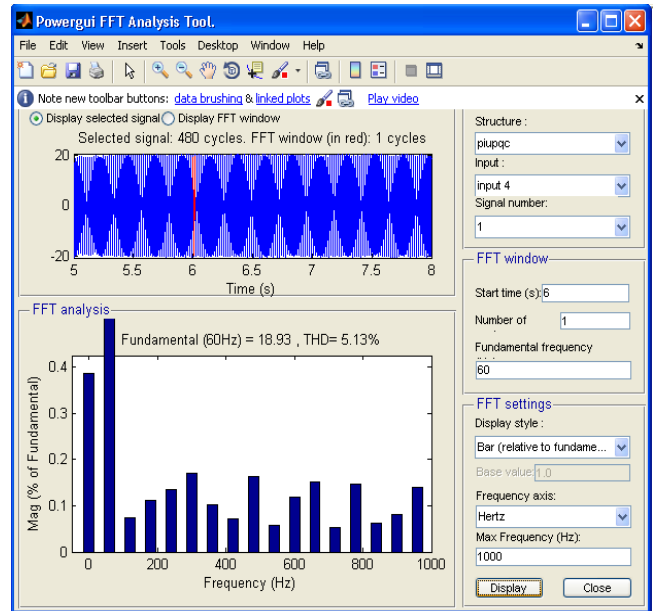 Powergui FFT Analysis Tool.
File Edit View Insert Tools Desktop Window Help
Note new toolbar buttons: data brushing & linked plots Play video
Display selected signal Display FFT window
Selected signal: 480 cycles. FFT window (in red): 1 cycles
20
0
-20
5 5.5 6 6.5 7 7.5 8
Time (s)
FFT analysis
Fundamental (60Hz) = 18.93 , THD= 5.13%
0.4
0.3
0.2
0.1
0
Mag (% of Fundamental)
0 200 400 600 800 1000
Frequency (Hz)
Structure :
piupqc
Input :
input 4
Signal number:
1
FFT window
Start time (s): 6
Number of 1
Fundamental frequency
60
FFT settings
Display style :
Bar (relative to fundame...
Base value: 1.0
Frequency axis:
Hertz
Max Frequency (Hz):
1000
Display Close